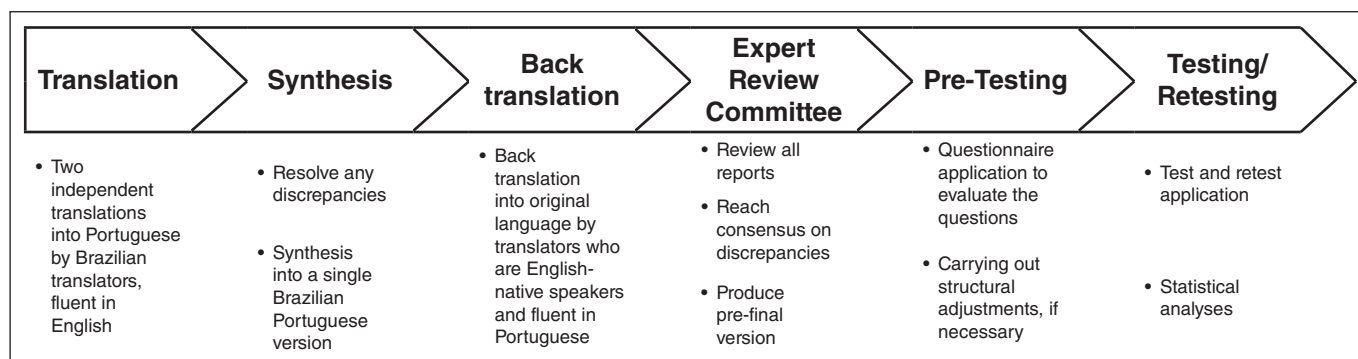 Translation
Synthesis
Back
translation
Expert
Review
Committee
Pre-Testing
Testing/
Retesting
• Two
independent
translations
into Portuguese
by Brazilian
translators,
fluent in
English
• Resolve any
discrepancies
• Synthesis
into a single
Brazilian
Portuguese
version
• Back
translation
into original
language by
translators who
are English-
native speakers
and fluent in
Portuguese
• Review all
reports
• Reach
consensus on
discrepancies
• Produce
pre-final
version
• Questionnaire
application to
evaluate the
questions
• Carrying out
structural
adjustments, if
necessary
• Test and retest
application
• Statistical
analyses